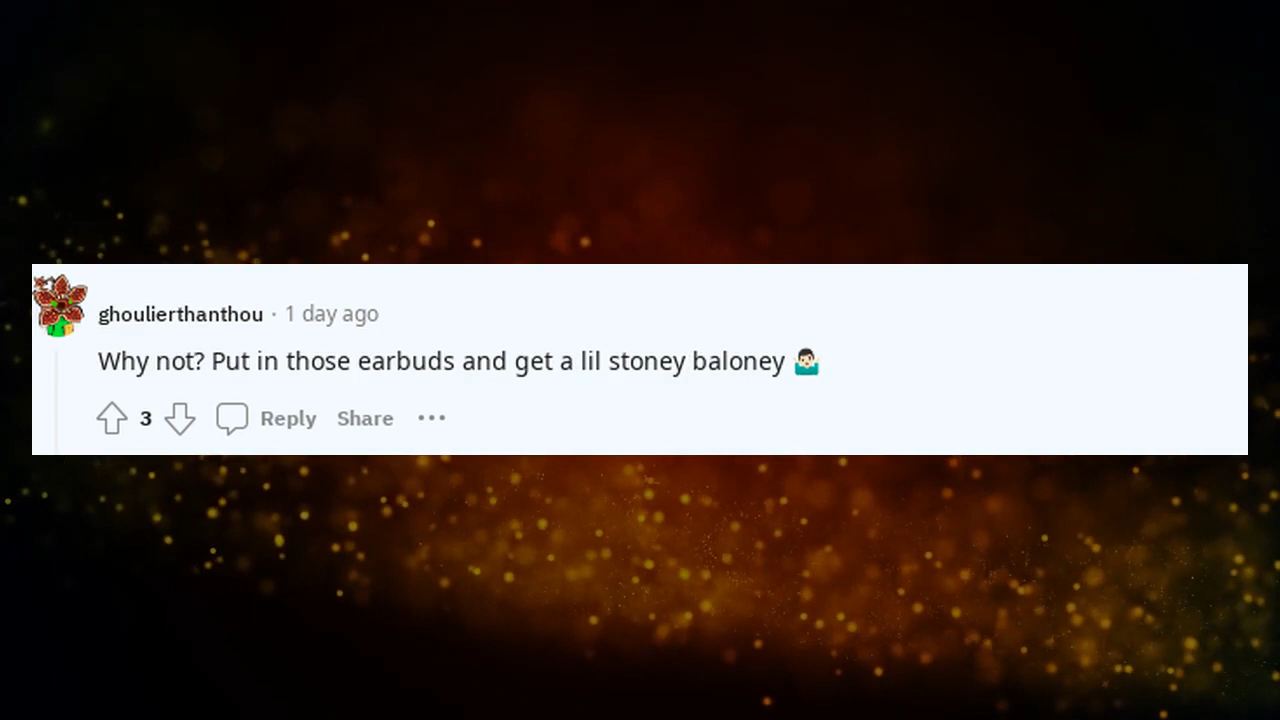 ghoulierthanthou · 1 day ago
Why not? Put in those earbuds and get a lil stoney baloney 🤷🏻‍♂️
3 Reply Share •••